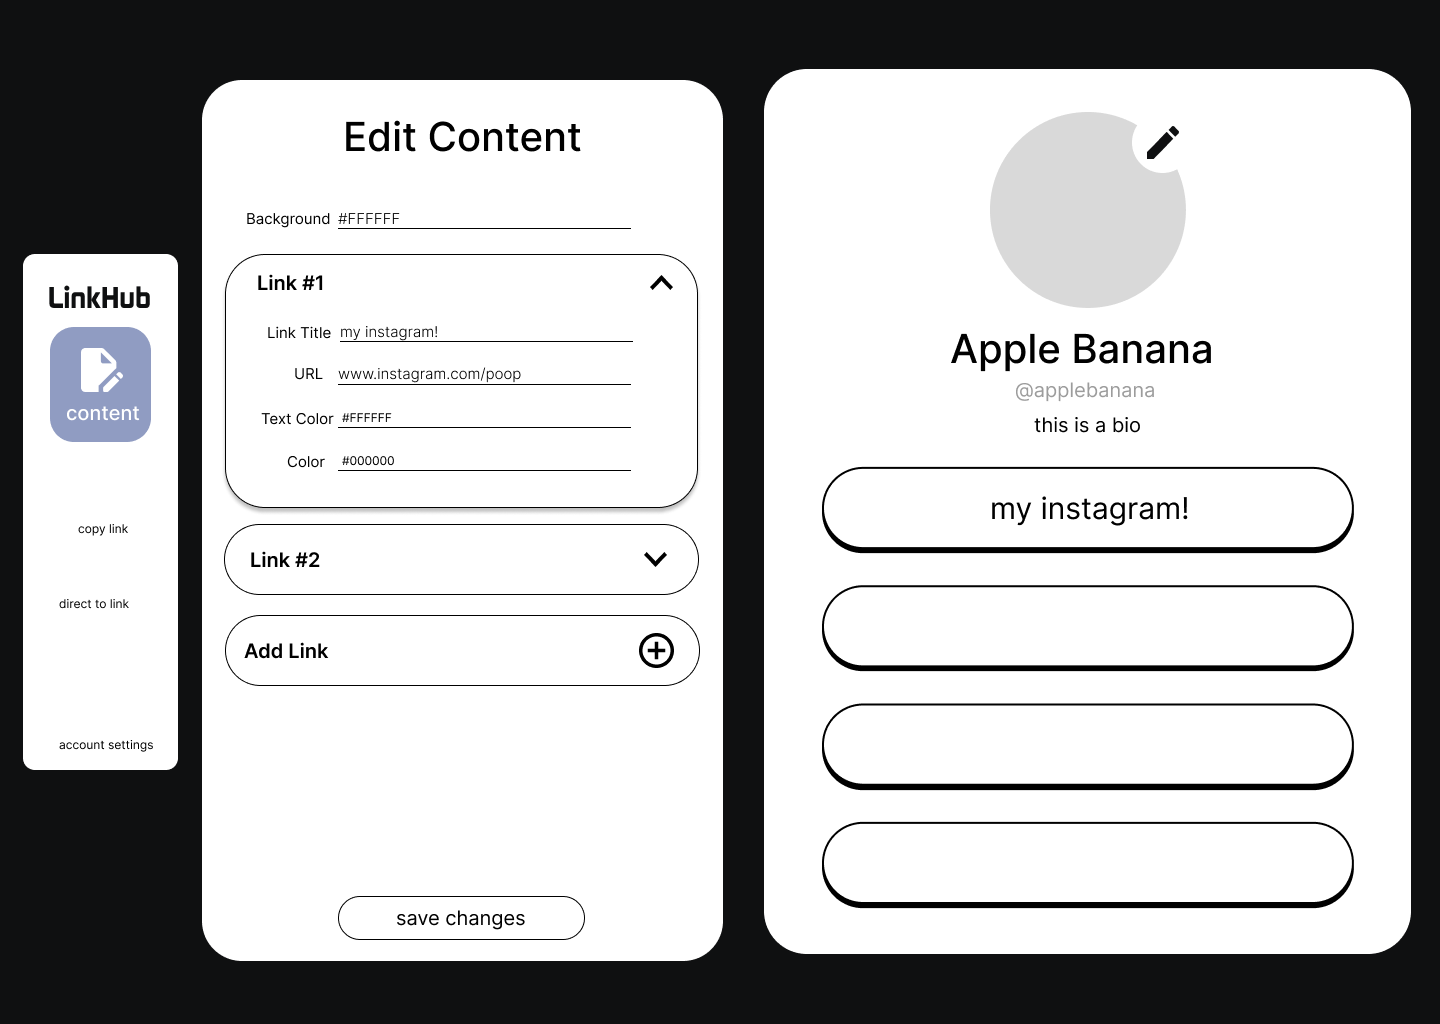 LinkHub
content
copy link
direct to link
account settings
Edit Content
Background #FFFFFF
Link #1
Link Title my instagram!
URL www.instagram.com/poop
Text Color #FFFFFF
Color #000000
Link #2
Add Link
save changes
Apple Banana
@applebanana
this is a bio
my instagram!